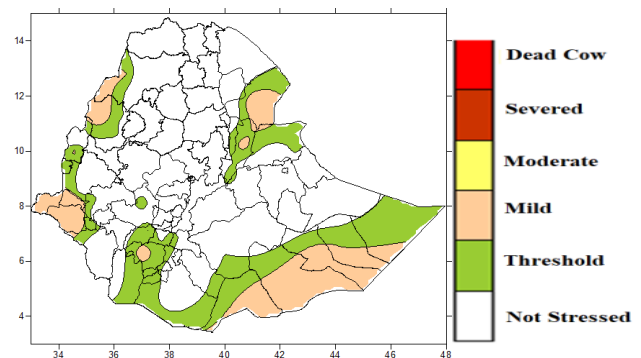 14
12
10
8
6
4
34 36 38 40 42 44 46 48
Dead Cow
Severed
Moderate
Mild
Threshold
Not Stressed